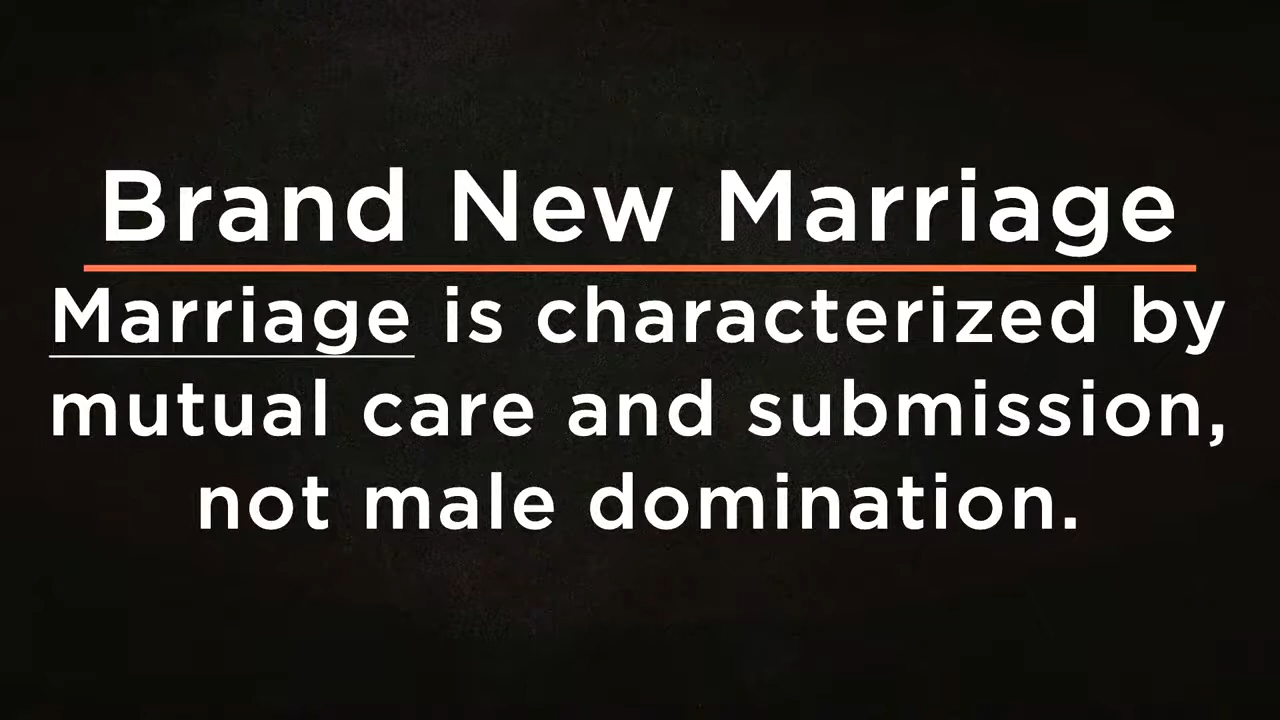 Brand New Marriage
Marriage is characterized by
mutual care and submission,
not male domination.